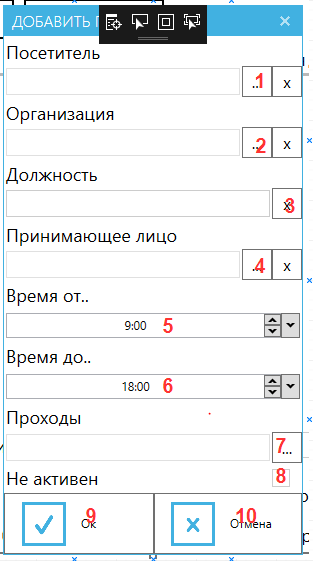 ДОБАВИТЬ П
Посетитель
... 1 x
Организация
... 2 x
Должность
x 3
Принимающее лицо
... 4 x
Время от..
9:00 5
Время до..
18:00 6
Проходы
7 ...
Не активен 8
9 Ок 10 Отмена